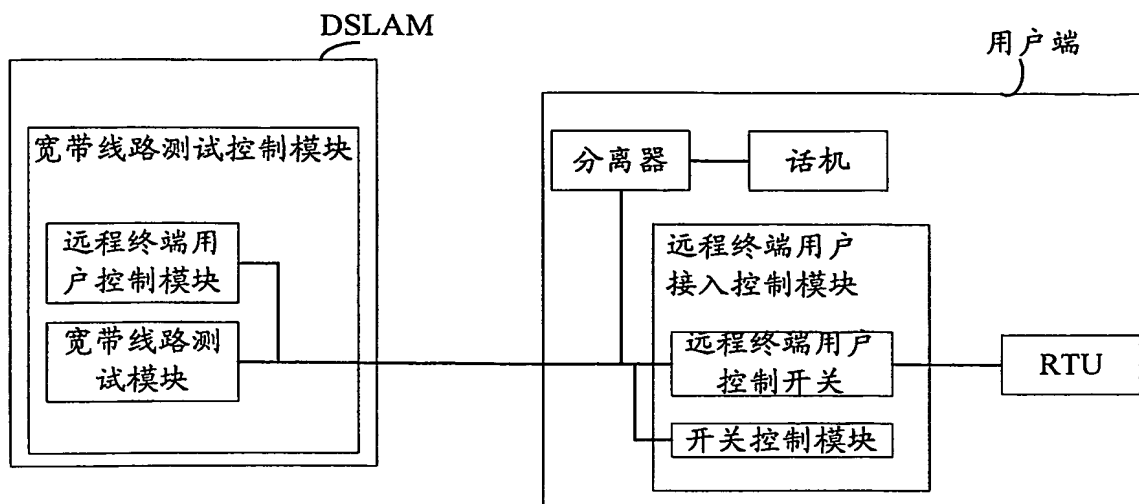 DSLAM
用户端
宽带线路测试控制模块
远程终端用
户控制模块
宽带线路测
试模块
分离器
话机
远程终端用户
接入控制模块
远程终端用户
控制开关
开关控制模块
RTU